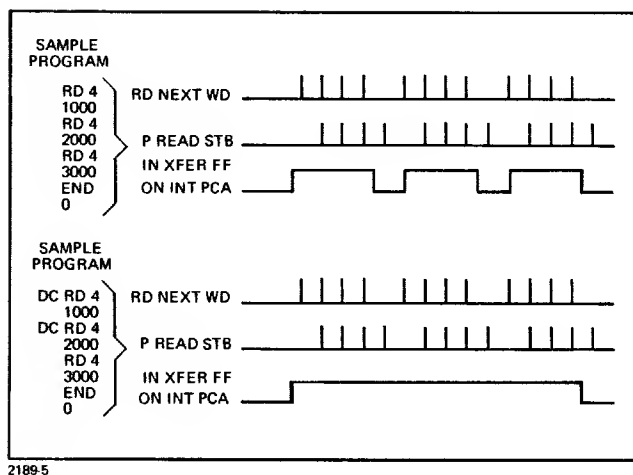 SAMPLE
PROGRAM
RD 4
1000
RD 4
2000
RD 4
3000
END
0
RD NEXT WD
P READ STB
IN XFER FF
ON INT PCA
SAMPLE
PROGRAM
DC RD 4
1000
DC RD 4
2000
RD 4
3000
END
0
RD NEXT WD
P READ STB
IN XFER FF
ON INT PCA
2189-5